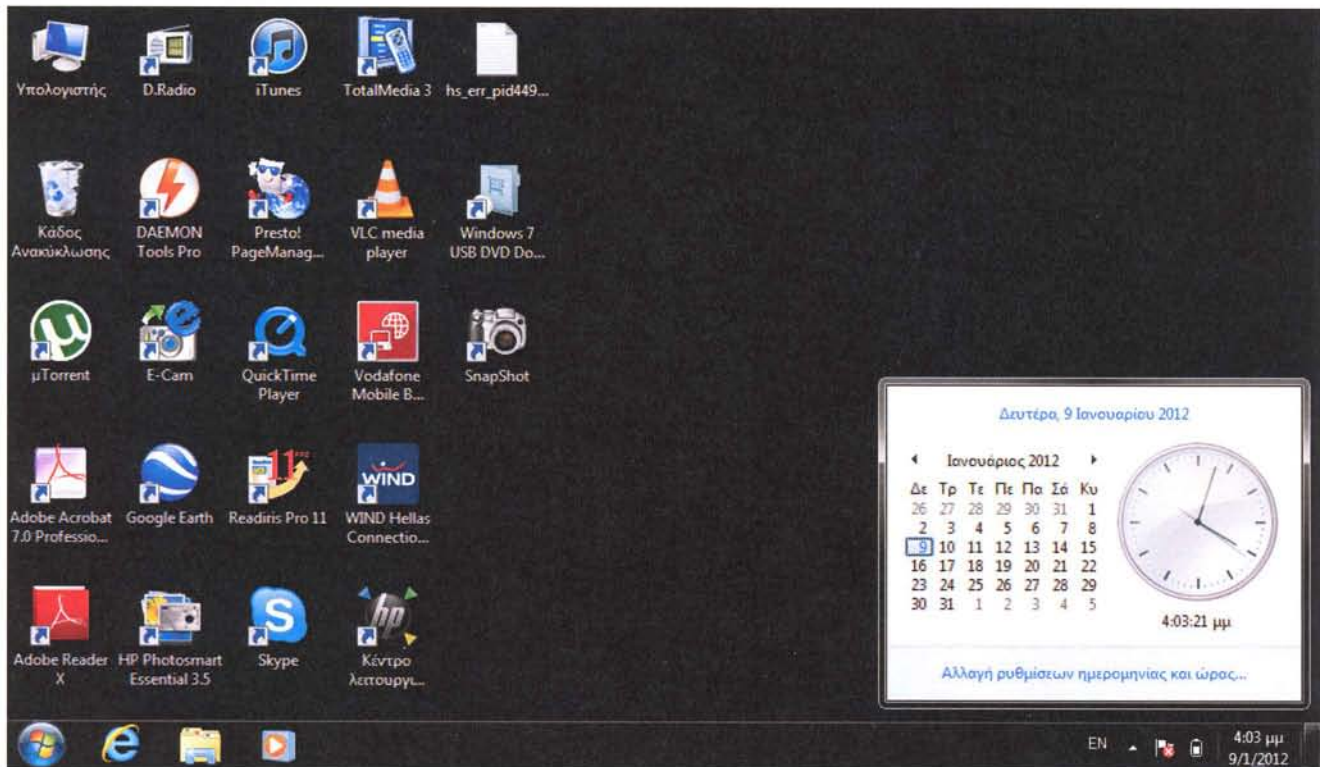 Υπολογιστής
D.Radio
iTunes
TotalMedia 3
hs_err_pid449...
Κάδος
Ανακύκλωσης
DAEMON
Tools Pro
Presto!
PageManag...
VLC media
player
Windows 7
USB DVD Do...
μTorrent
E-Cam
QuickTime
Player
Vodafone
Mobile B...
SnapShot
Adobe Acrobat
7.0 Professio...
Google Earth
Readiris Pro 11
WIND
WIND Hellas
Connectio...
Adobe Reader
X
HP Photosmart
Essential 3.5
Skype
hp
Κέντρο
λειτουργι...
Δευτέρα, 9 Ιανουαρίου 2012
Ιανουάριος 2012
Δε Τρ Τε Πε Πα Σά Κυ
26 27 28 29 30 31 1
2 3 4 5 6 7 8
9 10 11 12 13 14 15
16 17 18 19 20 21 22
23 24 25 26 27 28 29
30 31 1 2 3 4 5
4:03:21 μμ
Αλλαγή ρυθμίσεων ημερομηνίας και ώρας...
EN
4:03 μμ
9/1/2012